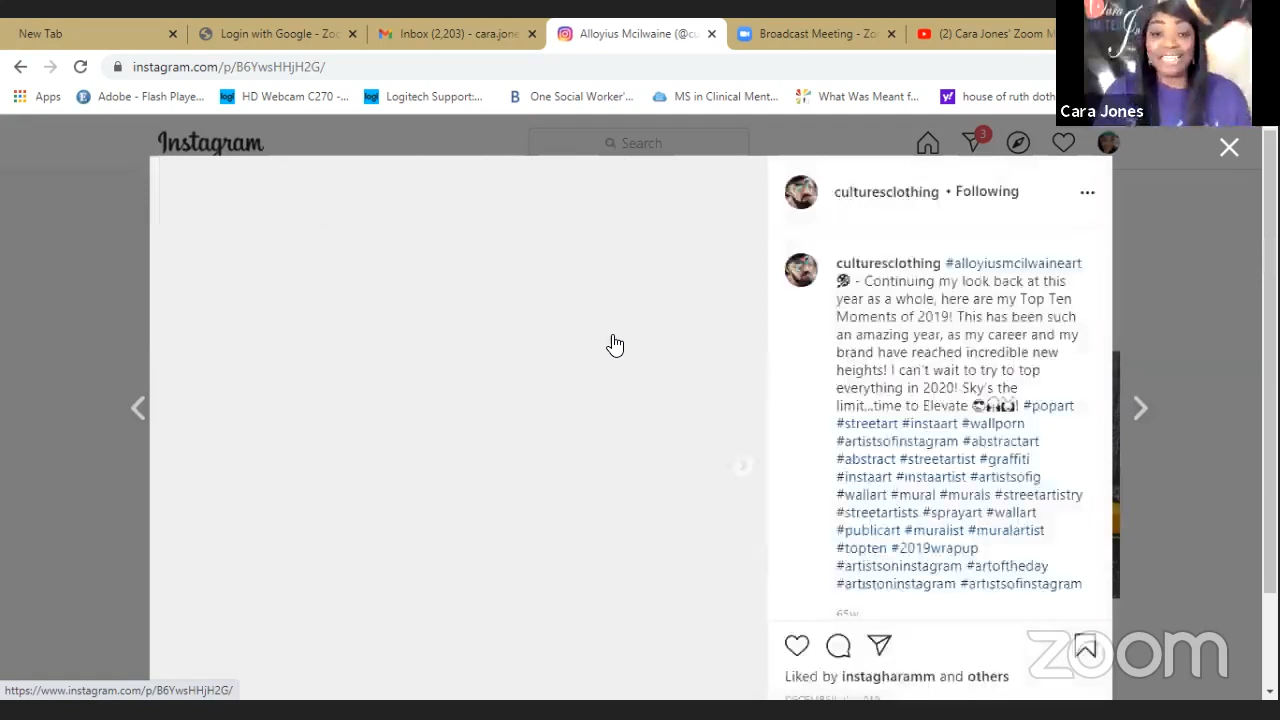 New Tab
Login with Google - Zo
Inbox (2,203) - cara.jone
Alloyius Mcilwaine (@cu
Broadcast Meeting - Zo
(2) Cara Jones' Zoom M
instagram.com/p/B6YwsHHjH2G/
Apps
Adobe - Flash Playe...
HD Webcam C270 -...
Logitech Support:...
One Social Worker'...
MS in Clinical Ment...
What Was Meant f...
house of ruth doth
Cara Jones
Instagram
Search
3
culturesclothing • Following
culturesclothing #alloyiusmcilwaineart
- Continuing my look back at this
year as a whole, here are my Top Ten
Moments of 2019! This has been such
an amazing year, as my career and my
brand have reached incredible new
heights! I can't wait to try to top
everything in 2020! Sky's the
limit...time to Elevate 😎🙌🙌! #popart
#streetart #instaart #wallporn
#artistsofinstagram #abstractart
#abstract #streetartist #graffiti
#instaart #instaartist #artistsofig
#wallart #mural #murals #streetartistry
#streetartists #sprayart #wallart
#publicart #muralist #muralartist
#topten #2019wrapup
#artistsoninstagram #artoftheday
#artistoninstagram #artistsofinstagram
65w
Liked by instagharamm and others
https://www.instagram.com/p/B6YwsHHjH2G/
zoom